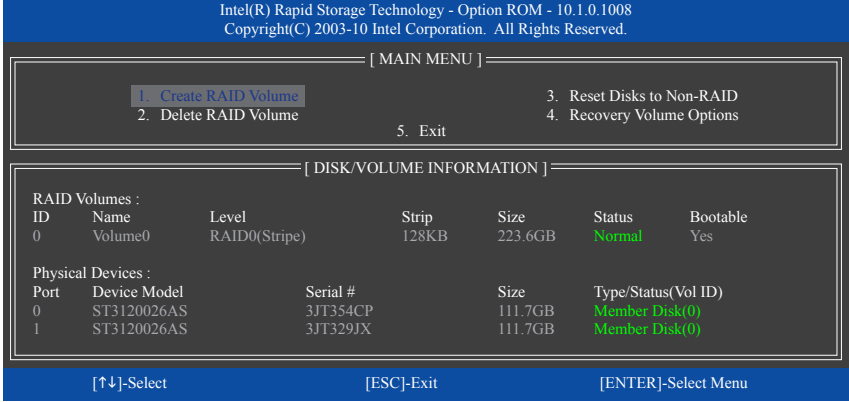 Intel(R) Rapid Storage Technology - Option ROM - 10.1.0.1008
Copyright(C) 2003-10 Intel Corporation. All Rights Reserved.
[ MAIN MENU ]
1. Create RAID Volume 3. Reset Disks to Non-RAID
2. Delete RAID Volume 4. Recovery Volume Options
5. Exit
[ DISK/VOLUME INFORMATION ]
RAID Volumes :
ID Name Level Strip Size Status Bootable
0 Volume0 RAID0(Stripe) 128KB 223.6GB Normal Yes
Physical Devices :
Port Device Model Serial # Size Type/Status(Vol ID)
0 ST3120026AS 3JT354CP 111.7GB Member Disk(0)
1 ST3120026AS 3JT329JX 111.7GB Member Disk(0)
[↑↓]-Select [ESC]-Exit [ENTER]-Select Menu